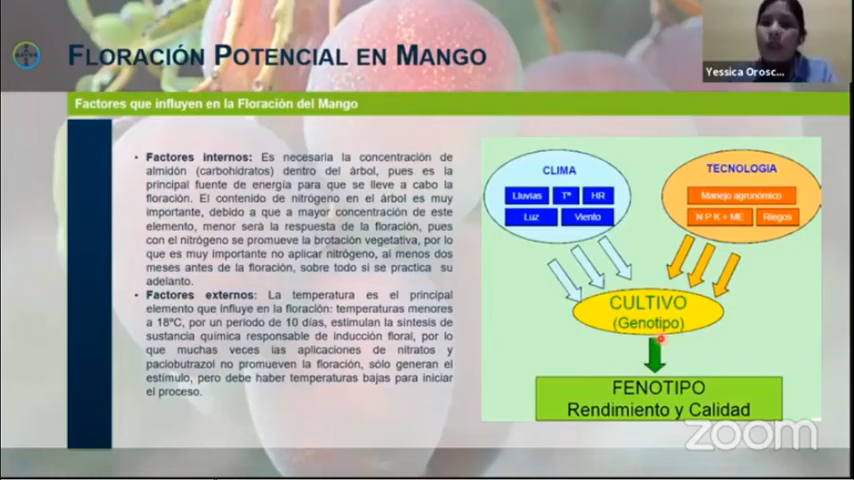 FLORACIÓN POTENCIAL EN MANGO
Yessica Orosc...
Factores que influyen en la Floración del Mango
• Factores internos: Es necesaria la concentración de
almidón (carbohidratos) dentro del árbol, pues es la
principal fuente de energía para que se lleve a cabo la
floración. El contenido de nitrógeno en el árbol es muy
importante, debido a que a mayor concentración de este
elemento, menor será la respuesta de la floración, pues
con el nitrógeno se promueve la brotación vegetativa, por lo
que es muy importante no aplicar nitrógeno, al menos dos
meses antes de la floración, sobre todo si se practica su
adelanto.
• Factores externos: La temperatura es el principal
elemento que influye en la floración: temperaturas menores
a 18ºC, por un periodo de 10 días, estimulan la síntesis de
sustancia química responsable de inducción floral, por lo
que muchas veces las aplicaciones de nitratos y
paclobutrazol no promueven la floración, sólo generan el
estímulo, pero debe haber temperaturas bajas para iniciar
el proceso.
CLIMA
Lluvias Tª HR
Luz Viento
TECNOLOGIA
Manejo agronómico
N P K + ME Riegos
CULTIVO
(Genotipo)
FENOTIPO
Rendimiento y Calidad
zoom